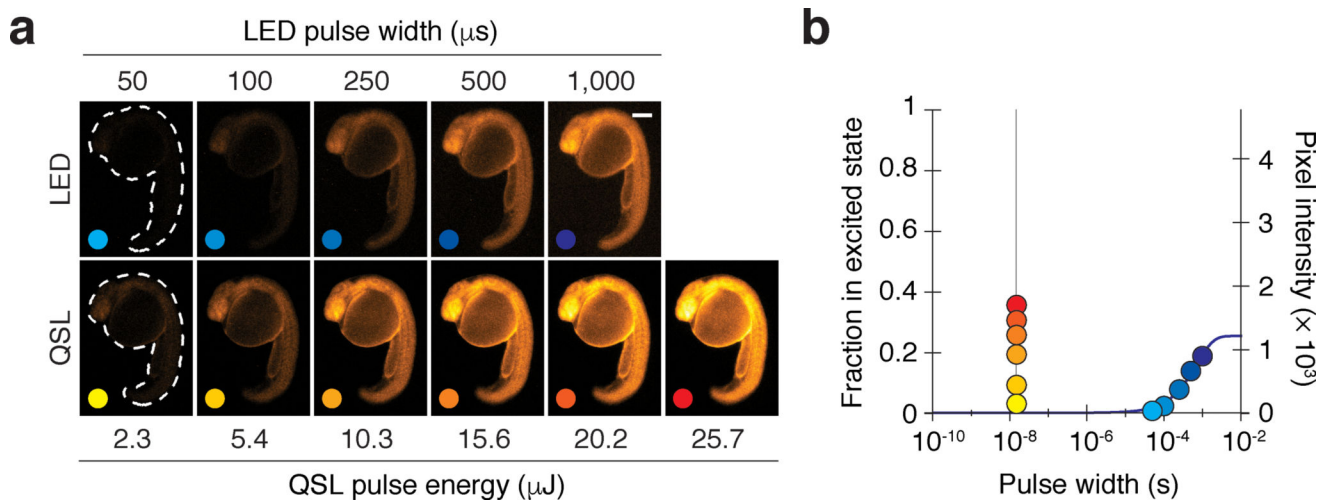 a
LED pulse width (μs)
50 100 250 500 1,000
LED
QSL
2.3 5.4 10.3 15.6 20.2 25.7
QSL pulse energy (μJ)
b
Fraction in excited state
1
0.8
0.6
0.4
0.2
0
Pixel intensity (× 10³)
4
3
2
1
0
10⁻¹⁰ 10⁻⁸ 10⁻⁶ 10⁻⁴ 10⁻²
Pulse width (s)